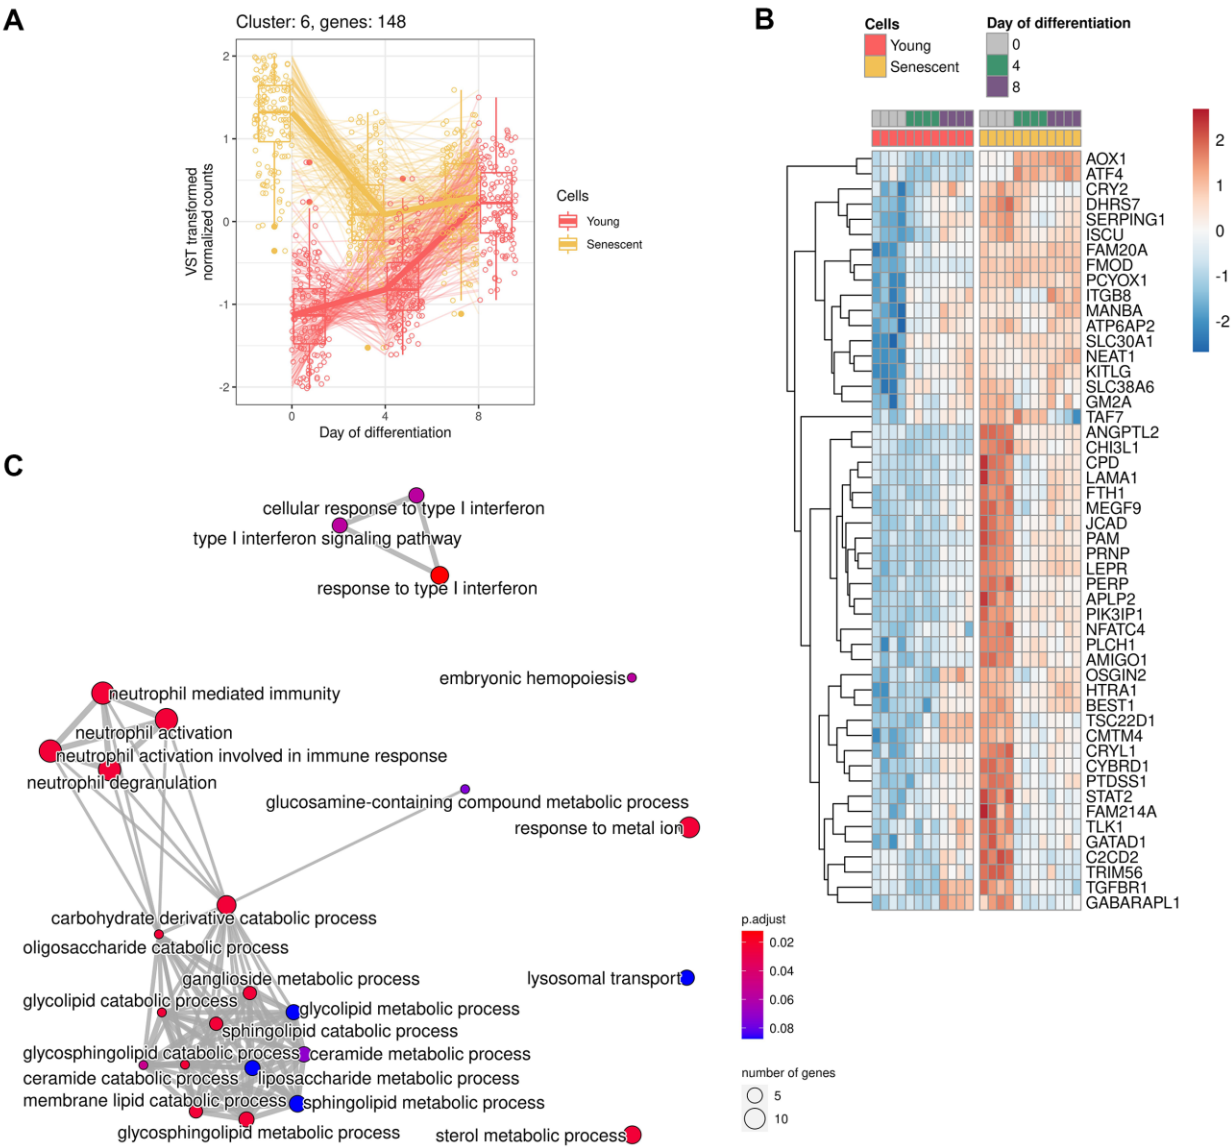 A
Cluster: 6, genes: 148
VST transformed
normalized counts
2
1
0
-1
-2
0
4
8
Day of differentiation
Cells
Young
Senescent
B
Cells
Young
Senescent
Day of differentiation
0
4
8
2
1
0
-1
-2
AOX1
ATF4
CRY2
DHRS7
SERPING1
ISCU
FAM20A
FMOD
PCYOX1
ITGB8
MANBA
ATP6AP2
SLC30A1
NEAT1
KITLG
SLC38A6
GM2A
TAF7
ANGPTL2
CHI3L1
CPD
LAMA1
FTH1
MEGF9
JCAD
PAM
PRNP
LEPR
PERP
APLP2
PIK3IP1
NFATC4
PLCH1
AMIGO1
OSGIN2
HTRA1
BEST1
TSC22D1
CMTM4
CRYL1
CYBRD1
PTDSS1
STAT2
FAM214A
TLK1
GATAD1
C2CD2
TRIM56
TGFBR1
GABARAPL1
C
cellular response to type I interferon
type I interferon signaling pathway
response to type I interferon
embryonic hemopoiesis
neutrophil mediated immunity
neutrophil activation
neutrophil activation involved in immune response
neutrophil degranulation
glucosamine-containing compound metabolic process
response to metal ion
carbohydrate derivative catabolic process
oligosaccharide catabolic process
ganglioside metabolic process
lysosomal transport
glycolipid catabolic process
glycolipid metabolic process
sphingolipid catabolic process
glycosphingolipid catabolic process
ceramide metabolic process
ceramide catabolic process
liposaccharide metabolic process
membrane lipid catabolic process
sphingolipid metabolic process
glycosphingolipid metabolic process
sterol metabolic process
p.adjust
0.02
0.04
0.06
0.08
number of genes
5
10